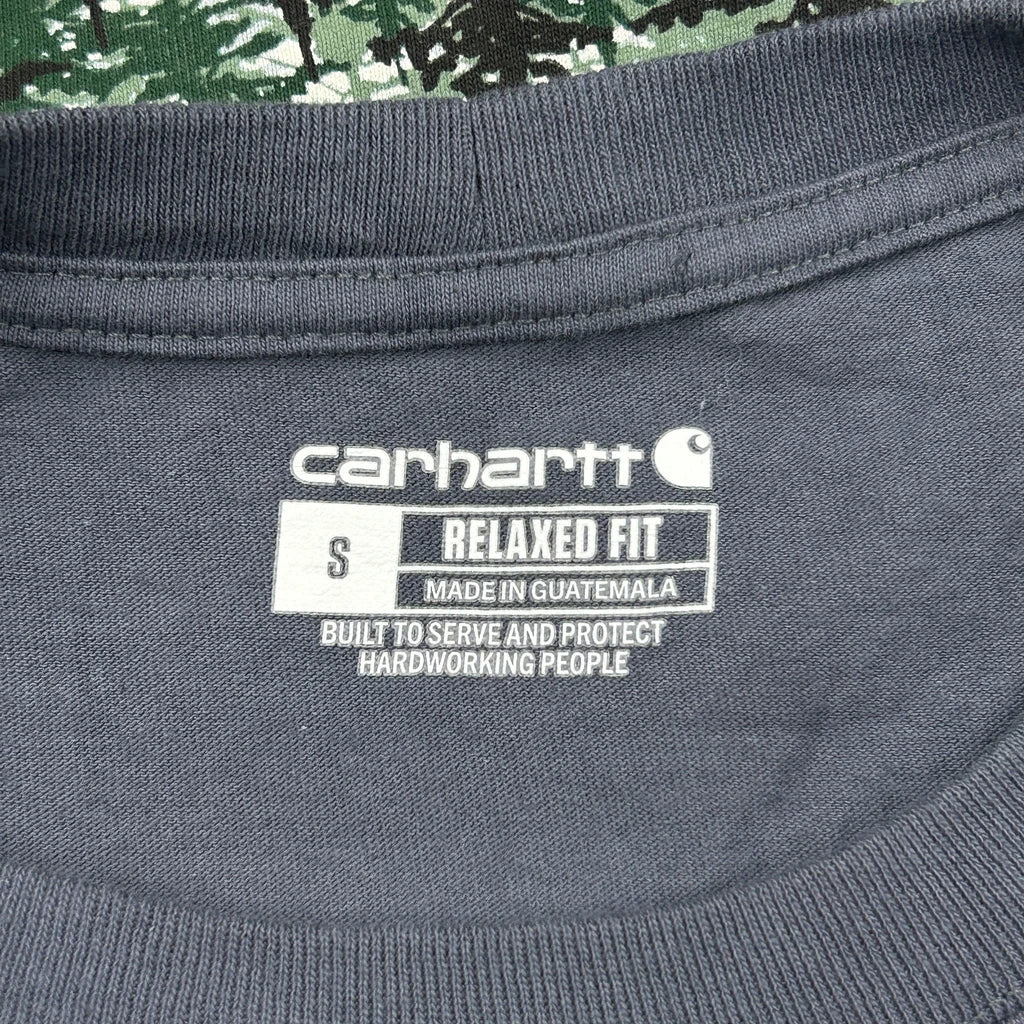 carhartt
S
RELAXED FIT
MADE IN GUATEMALA
BUILT TO SERVE AND PROTECT
HARDWORKING PEOPLE